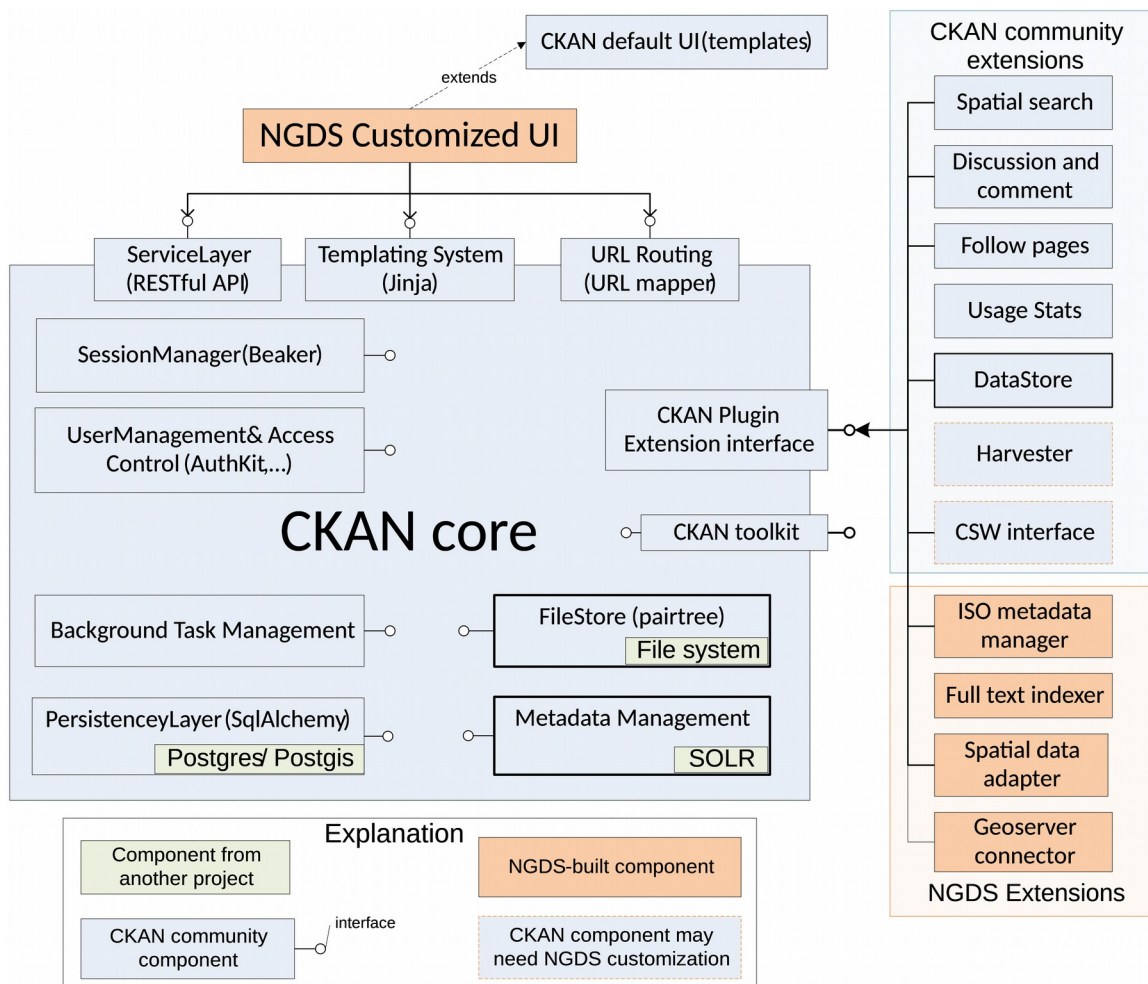 CKAN default UI(templates)
extends
NGDS Customized UI
ServiceLayer
(RESTful API)
Templating System
(Jinja)
URL Routing
(URL mapper)
SessionManager(Beaker)
UserManagement& Access
Control (AuthKit,...)
CKAN Plugin
Extension interface
CKAN core
CKAN toolkit
Background Task Management
FileStore (pairtree)
File system
PersistenceyLayer(SqlAlchemy)
Postgres/ Postgis
Metadata Management
SOLR
CKAN community
extensions
Spatial search
Discussion and
comment
Follow pages
Usage Stats
DataStore
Harvester
CSW interface
ISO metadata
manager
Full text indexer
Spatial data
adapter
Geoserver
connector
NGDS Extensions
Explanation
Component from
another project
NGDS-built component
CKAN community
component
interface
CKAN component may
need NGDS customization